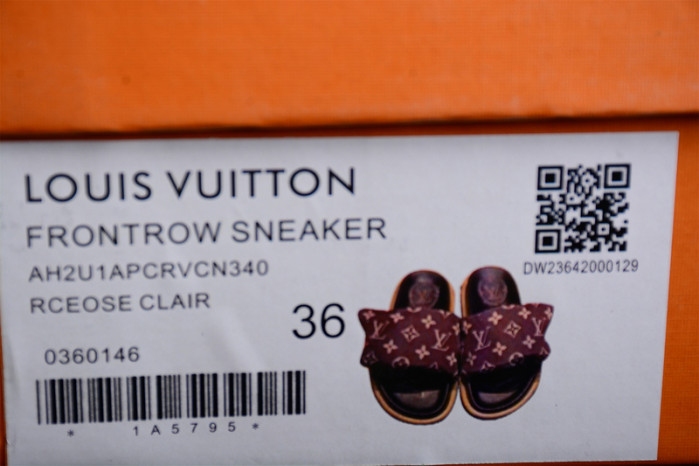 LOUIS VUITTON
FRONTROW SNEAKER
AH2U1APCRVCN340
RCEOSE CLAIR
36
0360146
* 1A5795 *
DW23642000129